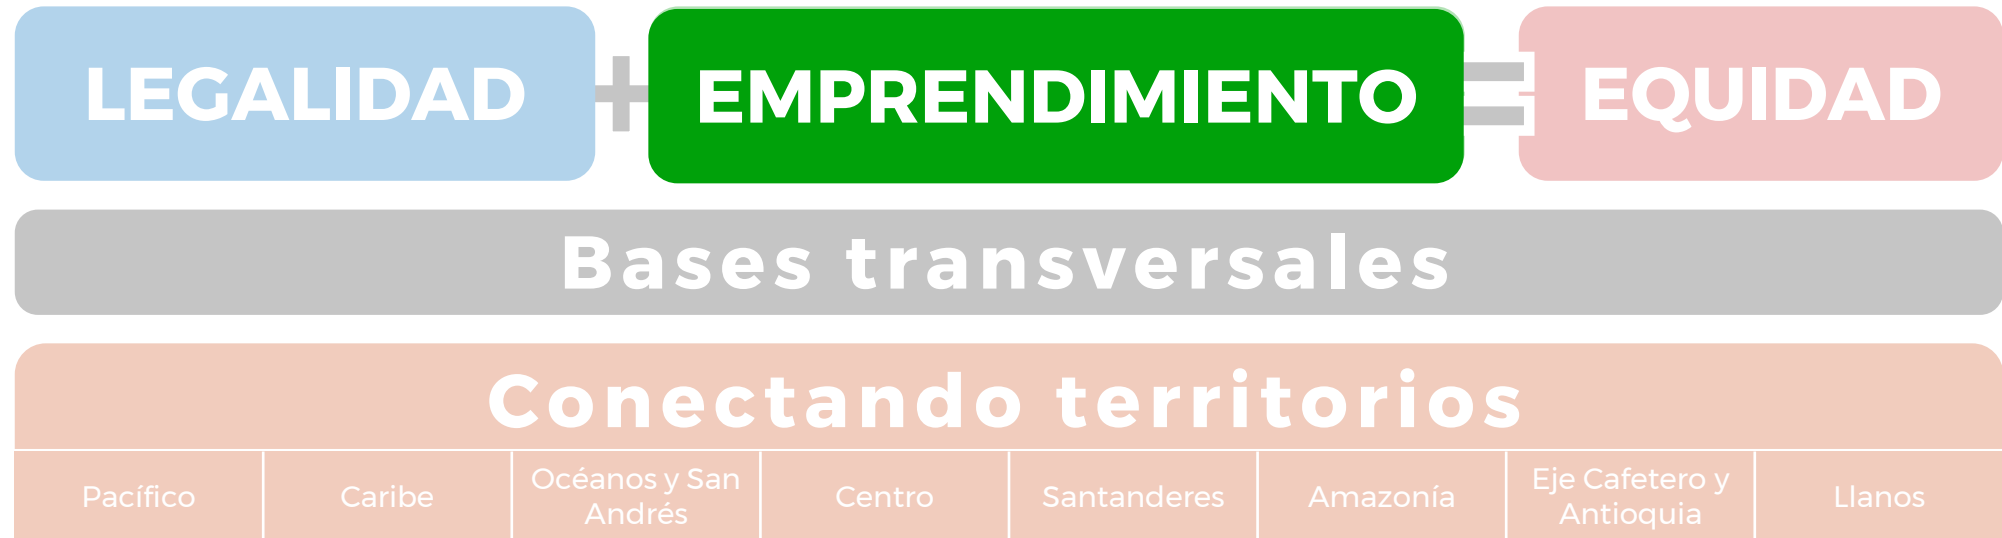 LEGALIDAD + EMPRENDIMIENTO = EQUIDAD
Bases transversales
Conectando territorios
Pacífico
Caribe
Océanos y San
Andrés
Centro
Santanderes
Amazonía
Eje Cafetero y
Antioquia
Llanos